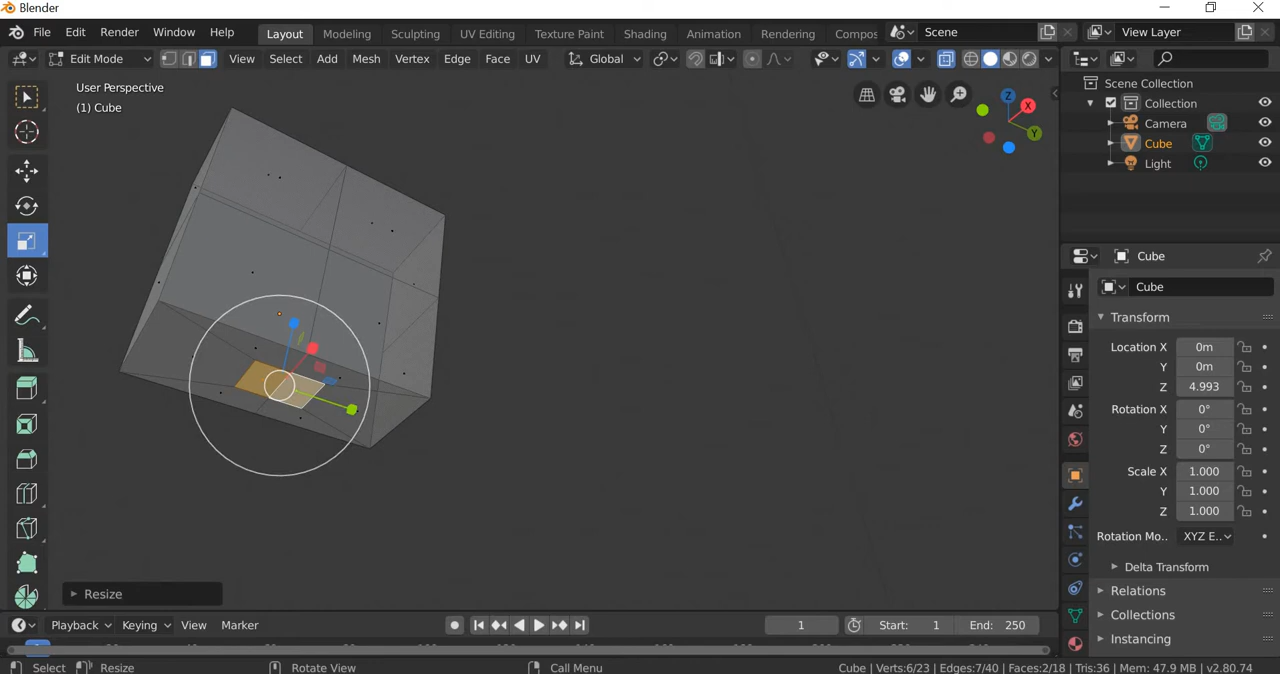 Blender
File Edit Render Window Help Layout Modeling Sculpting UV Editing Texture Paint Shading Animation Rendering Compos Scene View Layer
Edit Mode View Select Add Mesh Vertex Edge Face UV Global
User Perspective
(1) Cube
Z
X
Y
Scene Collection
Collection
Camera
Cube
Light
Cube
Cube
Transform
Location X 0m
Y 0m
Z 4.993
Rotation X 0°
Y 0°
Z 0°
Scale X 1.000
Y 1.000
Z 1.000
Rotation Mo.. XYZ E..
Delta Transform
Relations
Collections
Instancing
Resize
Playback Keying View Marker 1 Start: 1 End: 250
Select Resize Rotate View Call Menu Cube | Verts:6/23 | Edges:7/40 | Faces:2/18 | Tris:36 | Mem: 47.9 MB | v2.80.74